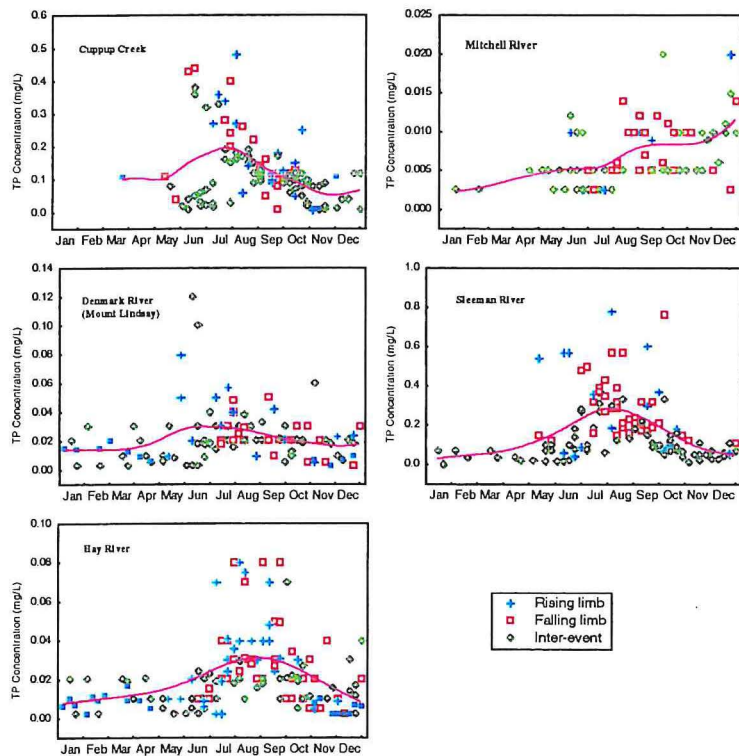 Cuppup Creek
TP Concentration (mg/L)
0.6
0.5
0.4
0.3
0.2
0.1
0.0
Jan Feb Mar Apr May Jun Jul Aug Sep Oct Nov Dec
Mitchell River
TP Concentration (mg/L)
0.025
0.020
0.015
0.010
0.005
0.000
Jan Feb Mar Apr May Jun Jul Aug Sep Oct Nov Dec
Denmark River
(Mount Lindsay)
TP Concentration (mg/L)
0.14
0.12
0.10
0.08
0.06
0.04
0.02
0.00
Jan Feb Mar Apr May Jun Jul Aug Sep Oct Nov Dec
Sleeman River
TP Concentration (mg/L)
1.0
0.8
0.6
0.4
0.2
0.0
Jan Feb Mar Apr May Jun Jul Aug Sep Oct Nov Dec
Hay River
TP Concentration (mg/L)
0.10
0.08
0.06
0.04
0.02
0.00
Jan Feb Mar Apr May Jun Jul Aug Sep Oct Nov Dec
Rising limb
Falling limb
Inter-event